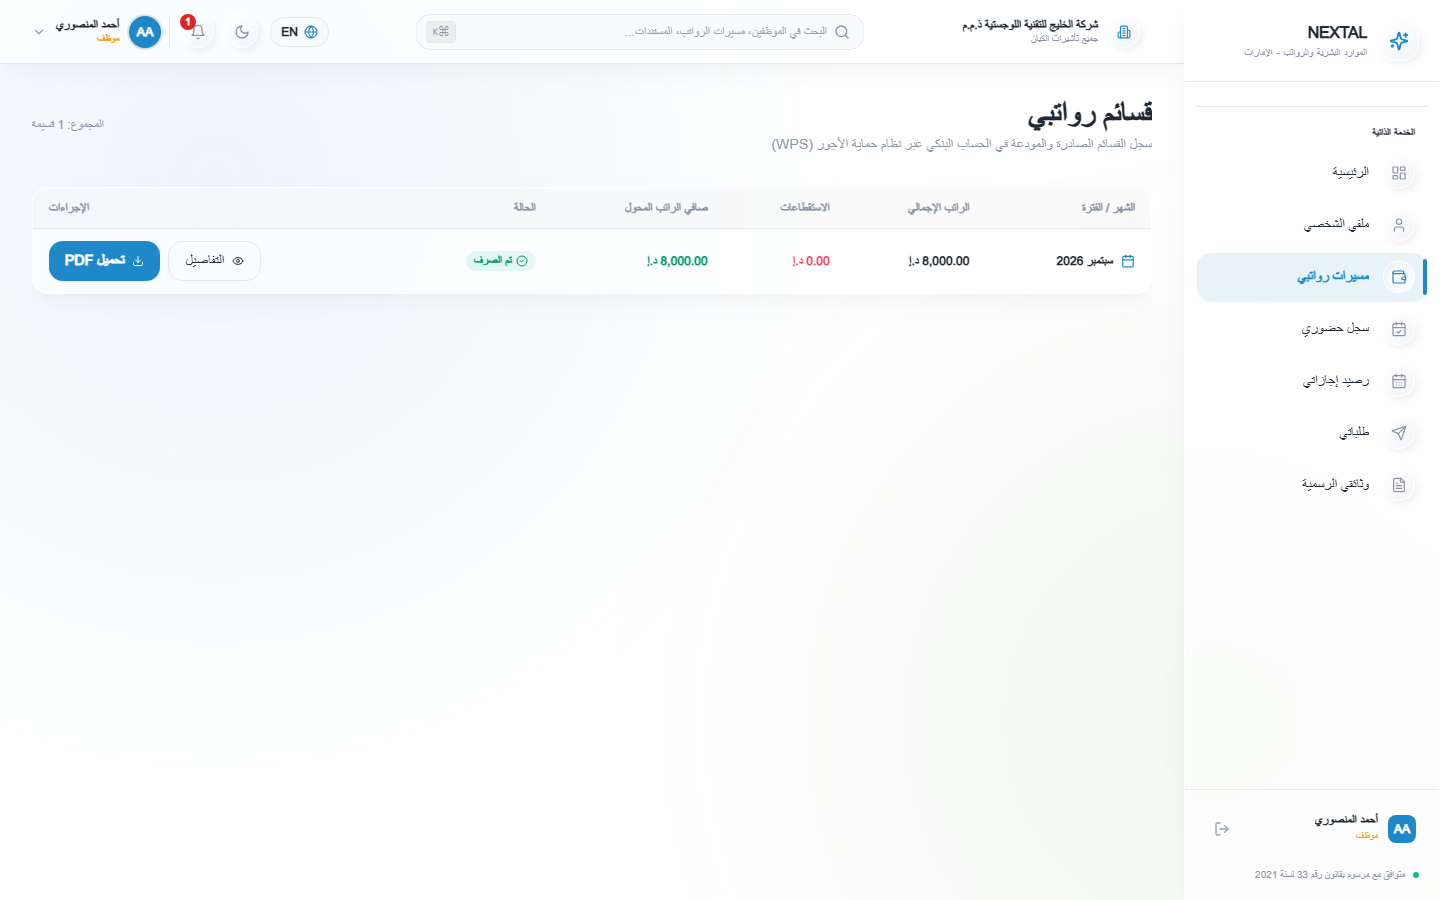 NEXTAL
الموارد البشرية والرواتب - الإمارات
الخدمة الذاتية
الرئيسية
ملفي الشخصي
مسيرات رواتبي
سجل حضوري
رصيد إجازاتي
طلباتي
وثائقي الرسمية
AA
أحمد المنصوري
موظف
متوافق مع مرسوم بقانون رقم 33 لسنة 2021
شركة الخليج للتقنية اللوجستية ذ.م.م
جميع تأشيرات الكيان
البحث في الموظفين، مسيرات الرواتب، المستندات...
⌘K
EN
1
AA
أحمد المنصوري
موظف
قسائم رواتبي
سجل القسائم الصادرة والمودعة في الحساب البنكي عبر نظام حماية الأجور (WPS)
المجموع: 1 قسيمة
الشهر / الفترة الراتب الإجمالي الاستقطاعات صافي الراتب المحول الحالة الإجراءات
سبتمبر 2026 8,000.00 د.إ 0.00 د.إ 8,000.00 د.إ تم الصرف التفاصيل تحميل PDF